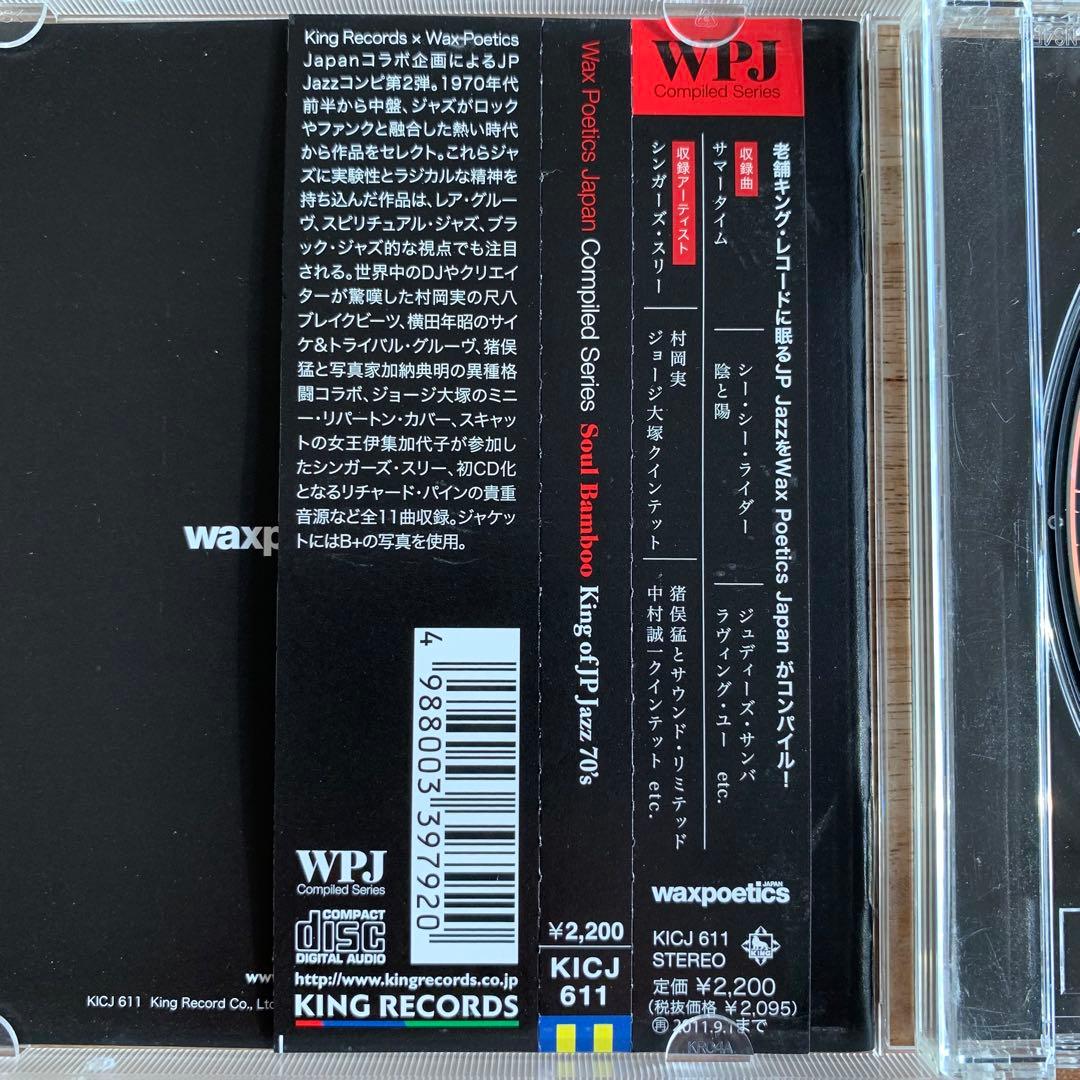 King Records × Wax Poetics
Japanコラボ企画によるJP
Jazzコンピ第2弾。1970年代
前半から中盤、ジャズがロック
やファンクと融合した熱い時代
から作品をセレクト。これらジャ
ズに実験性とラジカルな精神を
持ち込んだ作品は、レア・グルー
ヴ、スピリチュアル・ジャズ、ブラ
ック・ジャズ的な視点でも注目
される。世界中のDJやクリエイ
ターが驚嘆した村岡実の尺八
ブレイクビーツ、横田年昭のサイ
ケ&トライバル・グルーヴ、猪俣
猛と写真家加納典明の異種格
闘コラボ、ジョージ大塚のミニ
ー・リパートン・カバー、スキャッ
トの女王伊集加代子が参加し
たシンガーズ・スリー、初CD化
となるリチャード・パインの貴重
音源など全11曲収録。ジャケッ
トにはB+の写真を使用。
4 988003 397920
WPJ
Compiled Series
COMPACT
disc
DIGITAL AUDIO
http://www.kingrecords.co.jp
KING RECORDS
Wax Poetics Japan Compiled Series Soul Bamboo King of JP Jazz 70's
¥2,200
KICJ
611
WPJ
Compiled Series
老舗キング・レコードに眠るJP JazzをWax Poetics Japan がコンパイル!
収録曲
サマータイム
シー・シー・ライダー
陰と陽
ジュディーズ・サンバ
ラヴィング・ユー etc.
収録アーティスト
シンガーズ・スリー
村岡実
ジョージ大塚クインテット
猪俣猛とサウンド・リミテッド
中村誠一クインテット etc.
waxpoetics
JAPAN
KICJ 611
STEREO
KING
定価 ¥2,200
(税抜価格 ¥2,095)
再 2011.9.1まで
waxp
www.
KICJ 611 King Record Co., Ltd
KR04A